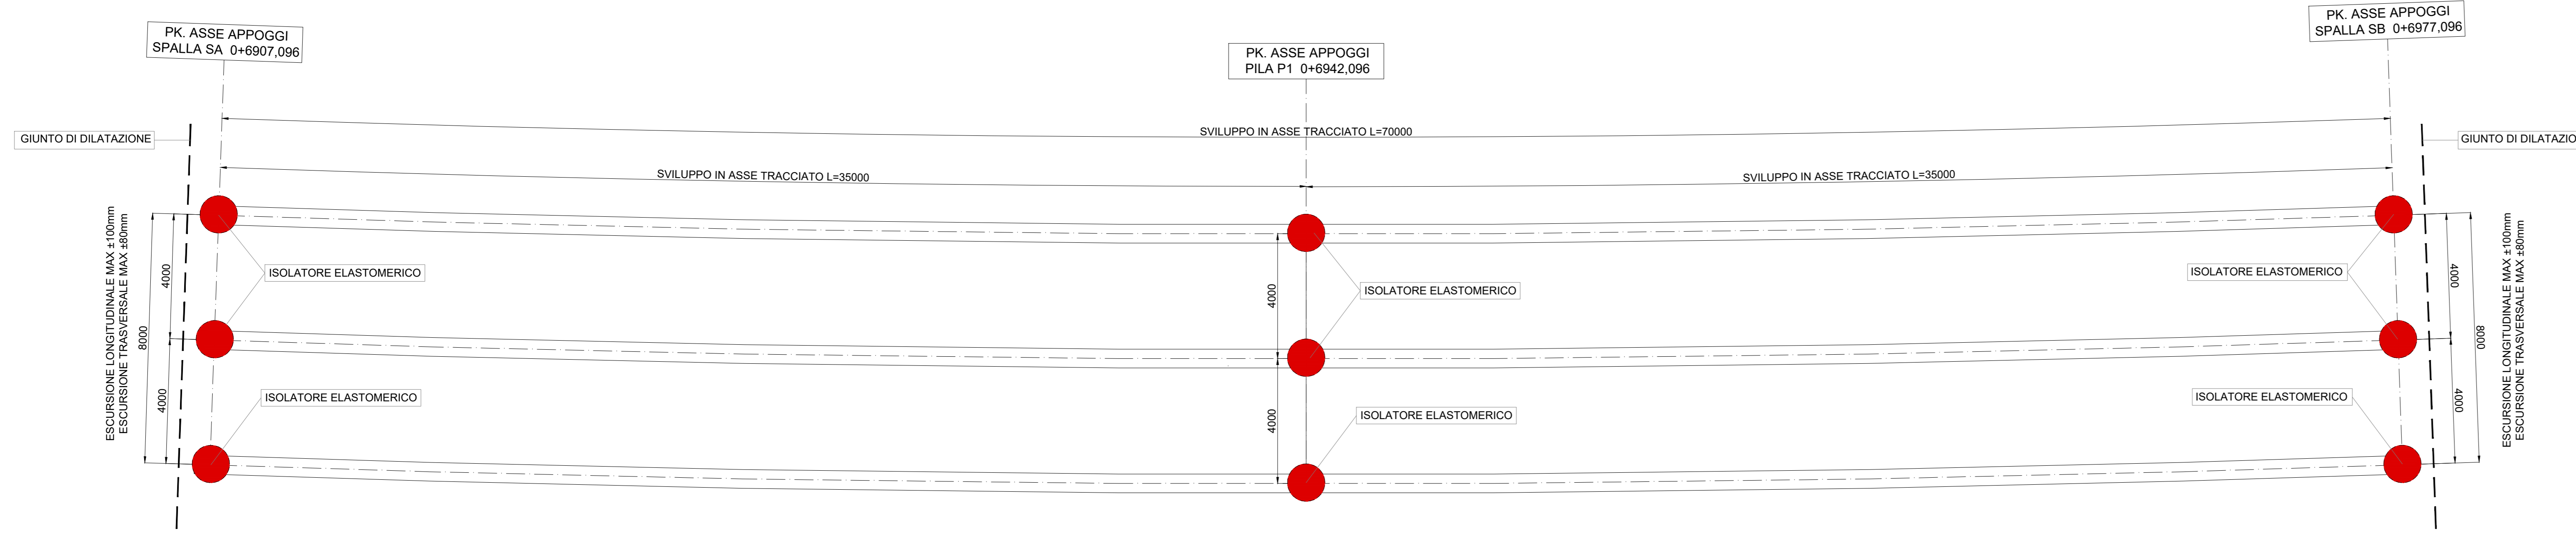 PK. ASSE APPOGGI
SPALLA SA 0+6907,096
PK. ASSE APPOGGI
PILA P1 0+6942,096
PK. ASSE APPOGGI
SPALLA SB 0+6977,096
GIUNTO DI DILATAZIONE
SVILUPPO IN ASSE TRACCIATO L=70000
GIUNTO DI DILATAZIO
SVILUPPO IN ASSE TRACCIATO L=35000
SVILUPPO IN ASSE TRACCIATO L=35000
ESCURSIONE LONGITUDINALE MAX ±100mm
ESCURSIONE TRASVERSALE MAX ±80mm
8000
4000
4000
ISOLATORE ELASTOMERICO
ISOLATORE ELASTOMERICO
4000
4000
ISOLATORE ELASTOMERICO
ISOLATORE ELASTOMERICO
ISOLATORE ELASTOMERICO
ISOLATORE ELASTOMERICO
4000
4000
8000
ESCURSIONE LONGITUDINALE MAX ±100mm
ESCURSIONE TRASVERSALE MAX ±80mm